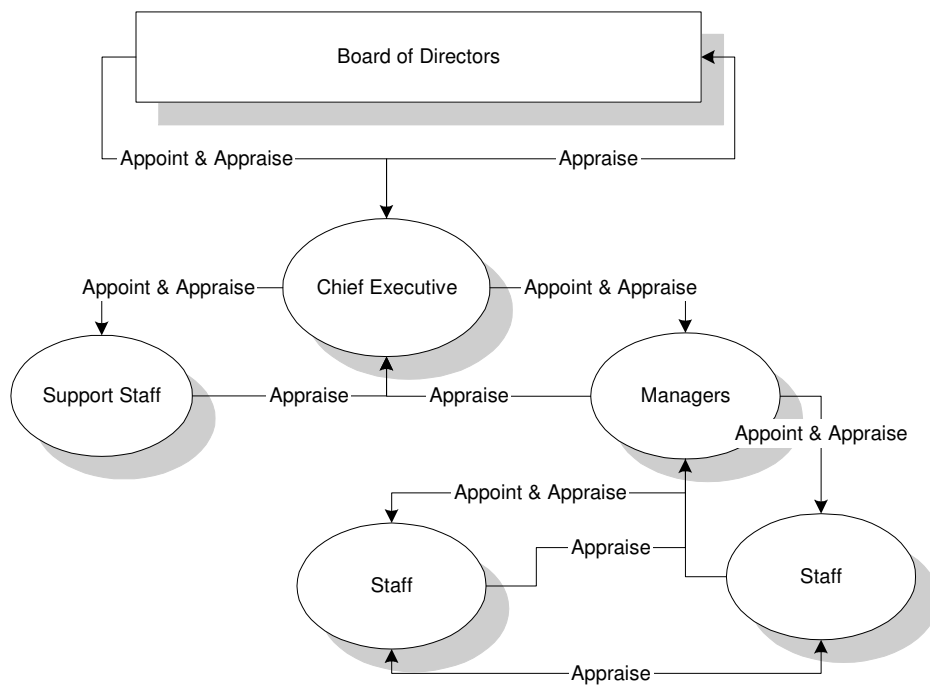 Board of Directors
Appoint & Appraise
Appraise
Chief Executive
Appoint & Appraise
Appoint & Appraise
Support Staff
Appraise
Appraise
Managers
Appoint & Appraise
Appoint & Appraise
Appraise
Staff
Staff
Appraise